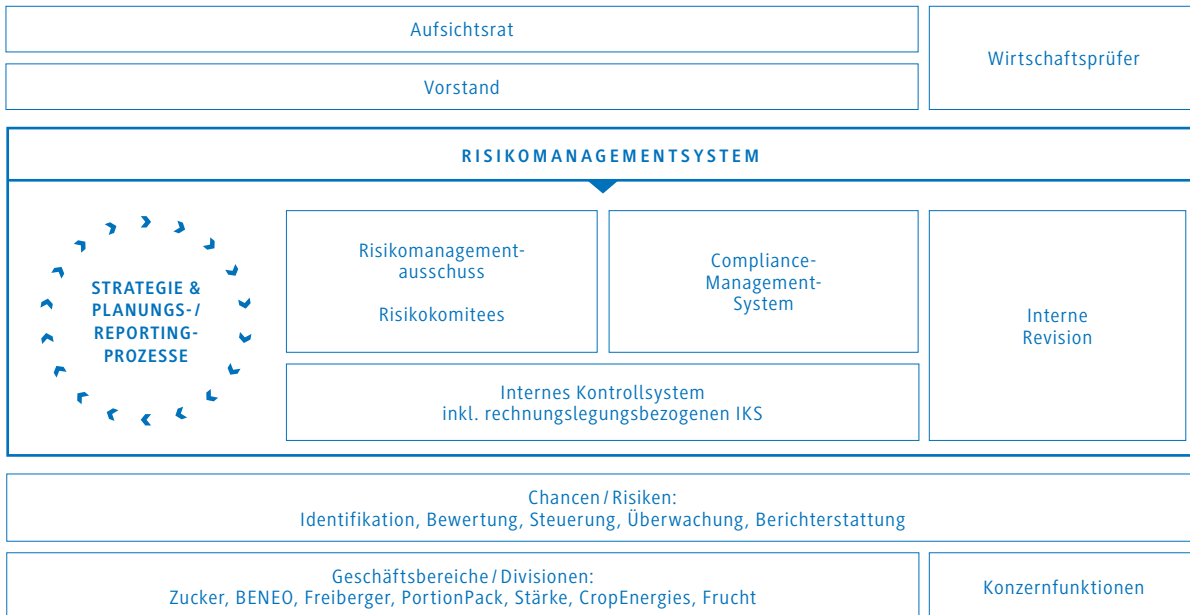 Aufsichtsrat
Wirtschaftsprüfer
Vorstand
RISIKOMANAGEMENTSYSTEM
STRATEGIE &
PLANUNGS-/
REPORTING-
PROZESSE
Risikomanagement-
ausschuss
Risikokomitees
Compliance-
Management-
System
Interne
Revision
Internes Kontrollsystem
inkl. rechnungslegungsbezogenen IKS
Chancen/Risiken:
Identifikation, Bewertung, Steuerung, Überwachung, Berichterstattung
Geschäftsbereiche/Divisionen:
Zucker, BENEO, Freiberger, PortionPack, Stärke, CropEnergies, Frucht
Konzernfunktionen